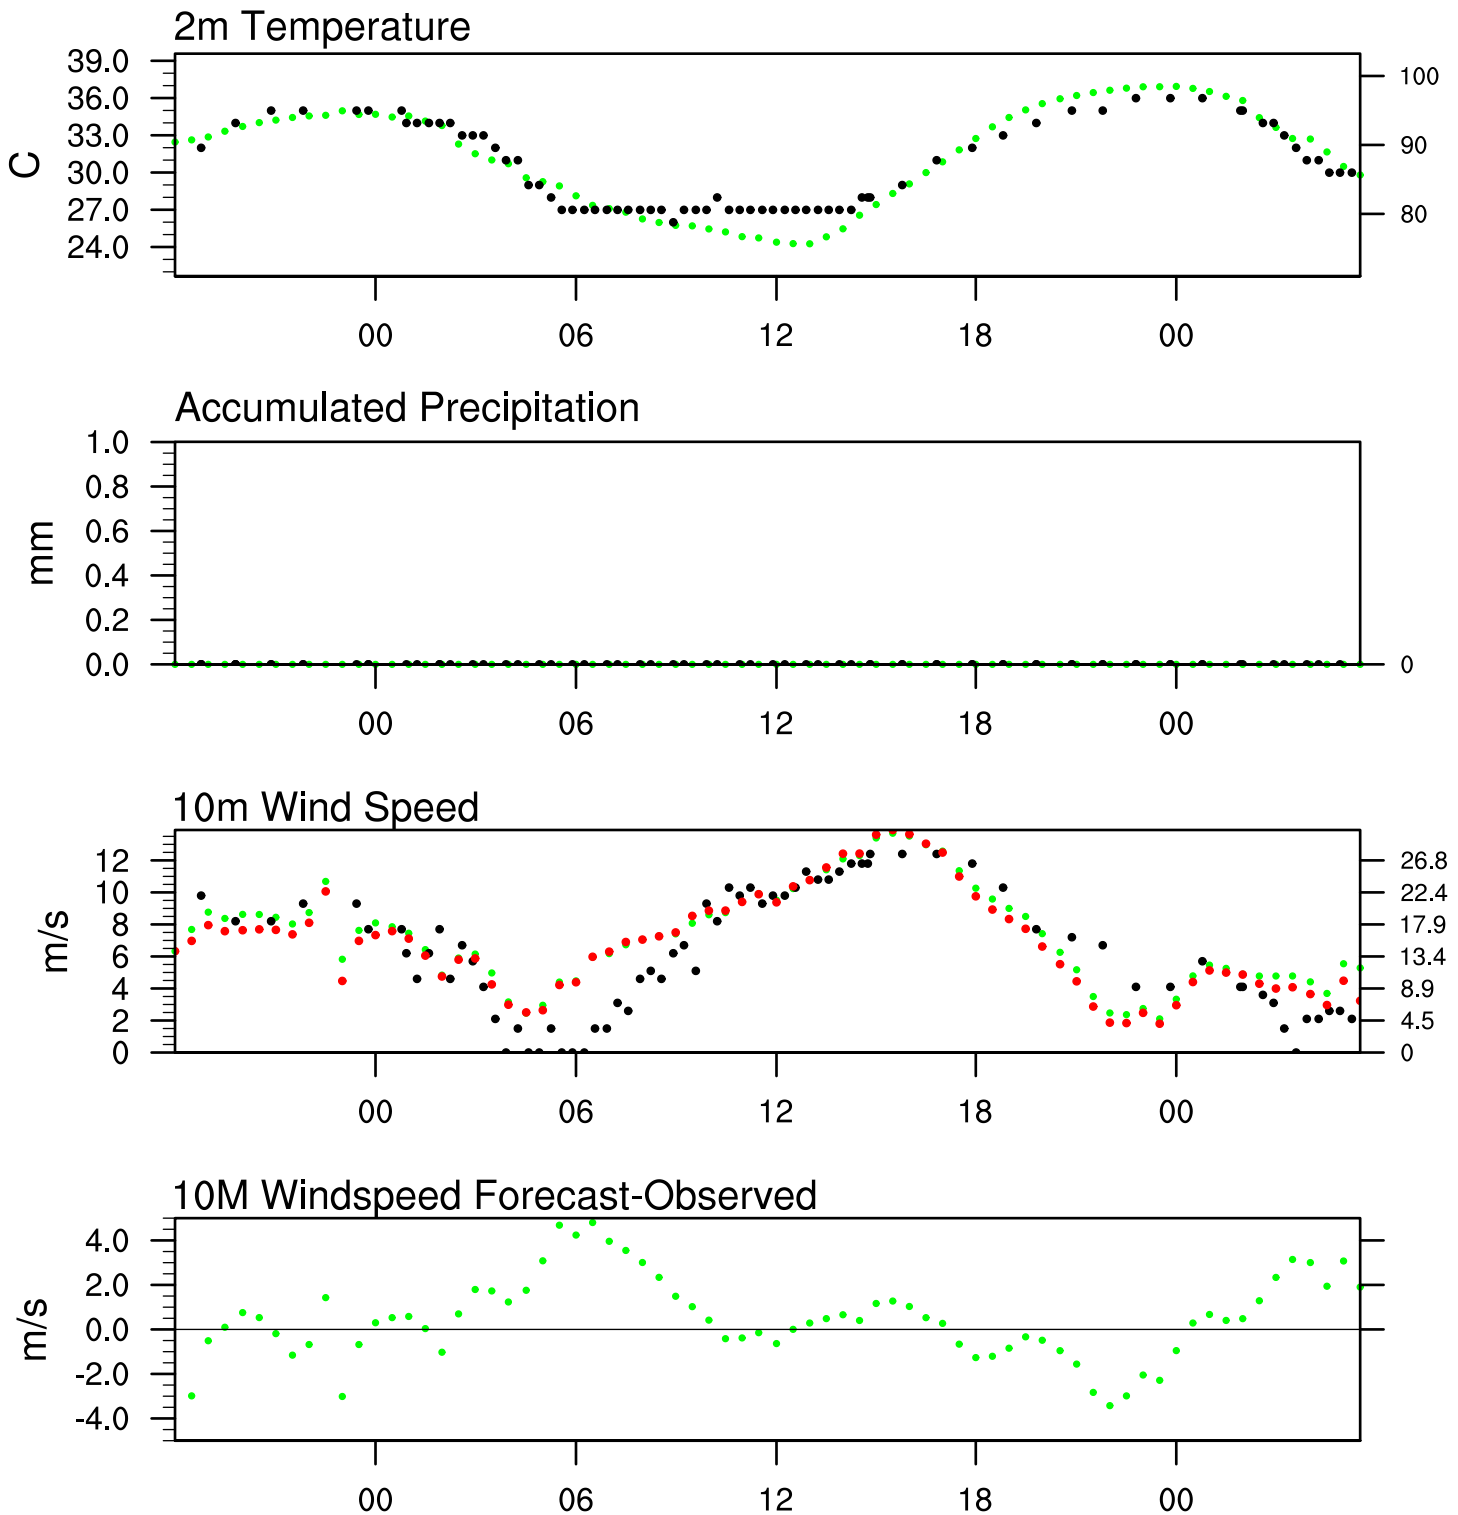 2m Temperature
39.0
36.0
33.0
30.0
27.0
24.0
C
100
90
80
00 06 12 18 00
Accumulated Precipitation
1.0
0.8
0.6
0.4
0.2
0.0
mm
0
00 06 12 18 00
10m Wind Speed
12
10
8
6
4
2
0
m/s
26.8
22.4
17.9
13.4
8.9
4.5
0
00 06 12 18 00
10M Windspeed Forecast-Observed
4.0
2.0
0.0
-2.0
-4.0
m/s
00 06 12 18 00